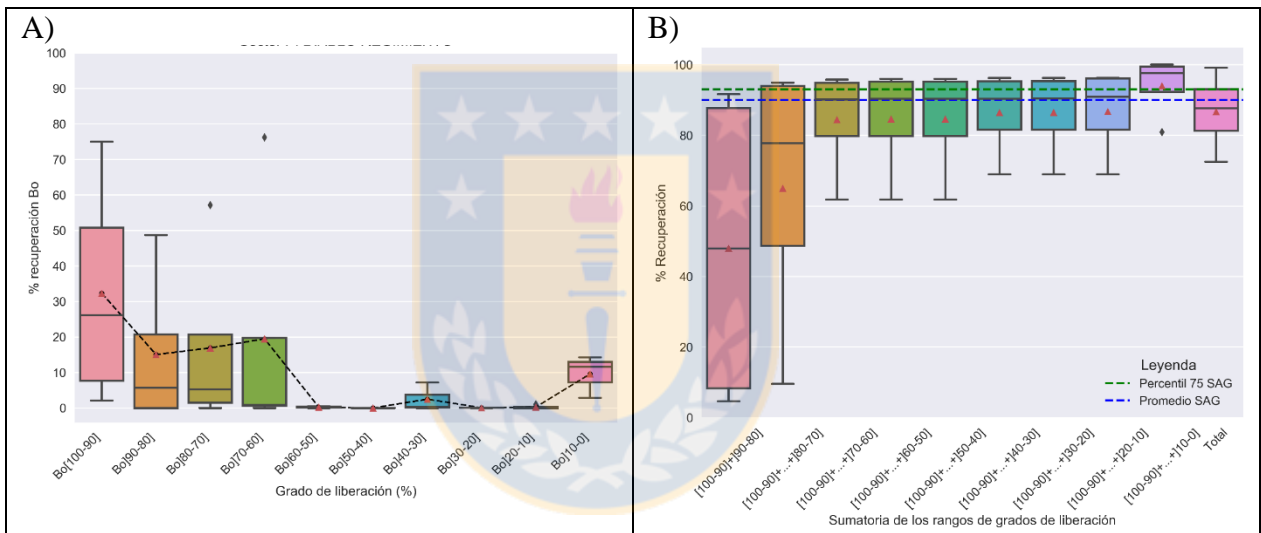 A)
100
90
80
70
60
50
40
30
20
10
0
% recuperación Bo
Bo[100-90]
Bo]90-80]
Bo]80-70]
Bo]70-60]
Bo]60-50]
Bo]50-40]
Bo]40-30]
Bo]30-20]
Bo]20-10]
Bo]10-0]
Grado de liberación (%)
B)
100
80
60
40
20
0
% Recuperación
Leyenda
Percentil 75 SAG
Promedio SAG
[100-90]+]90-80]
[100-90]+...+]80-70]
[100-90]+...+]70-60]
[100-90]+...+]60-50]
[100-90]+...+]50-40]
[100-90]+...+]40-30]
[100-90]+...+]30-20]
[100-90]+...+]20-10]
[100-90]+...+]10-0]
Total
Sumatoria de los rangos de grados de liberación